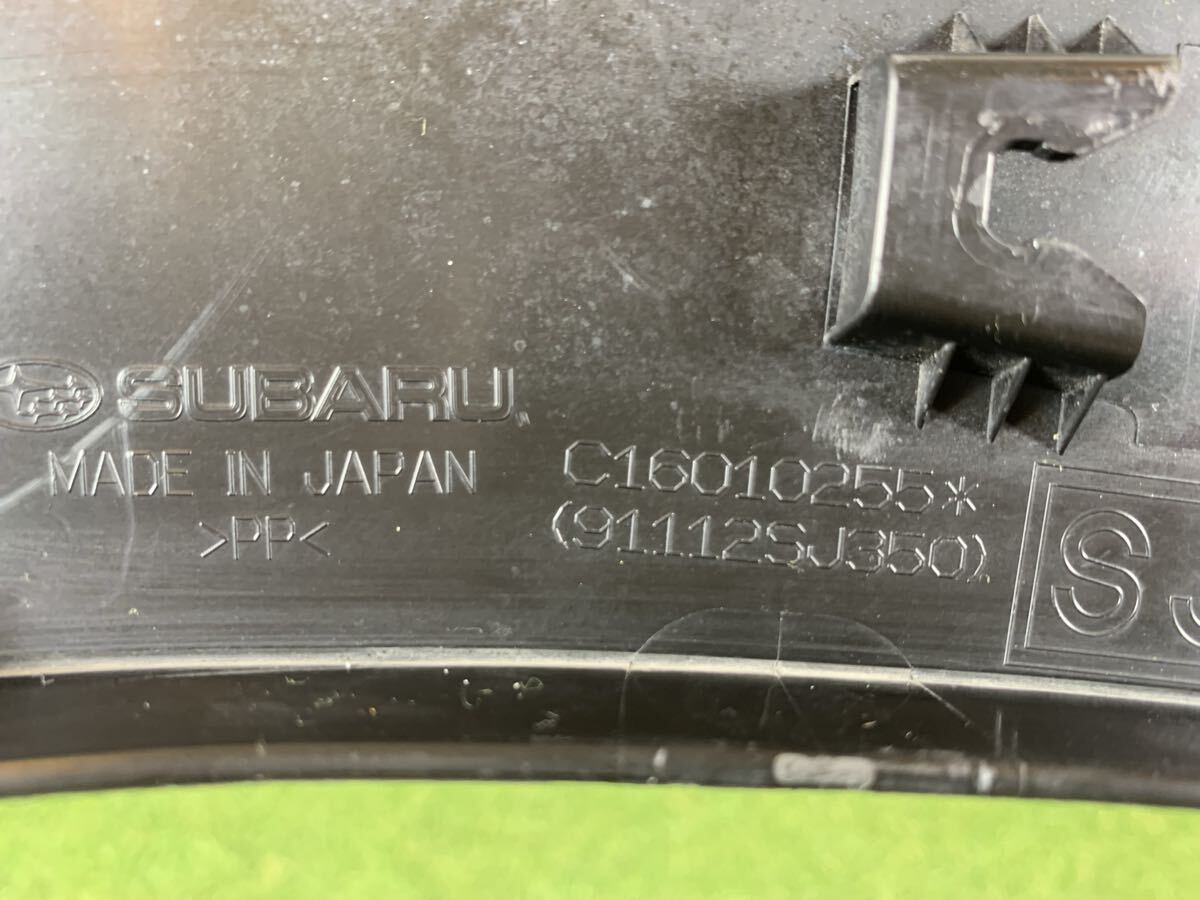 SUBARU
MADE IN JAPAN
>PP<
C16010255*
(91112SJ350)
S